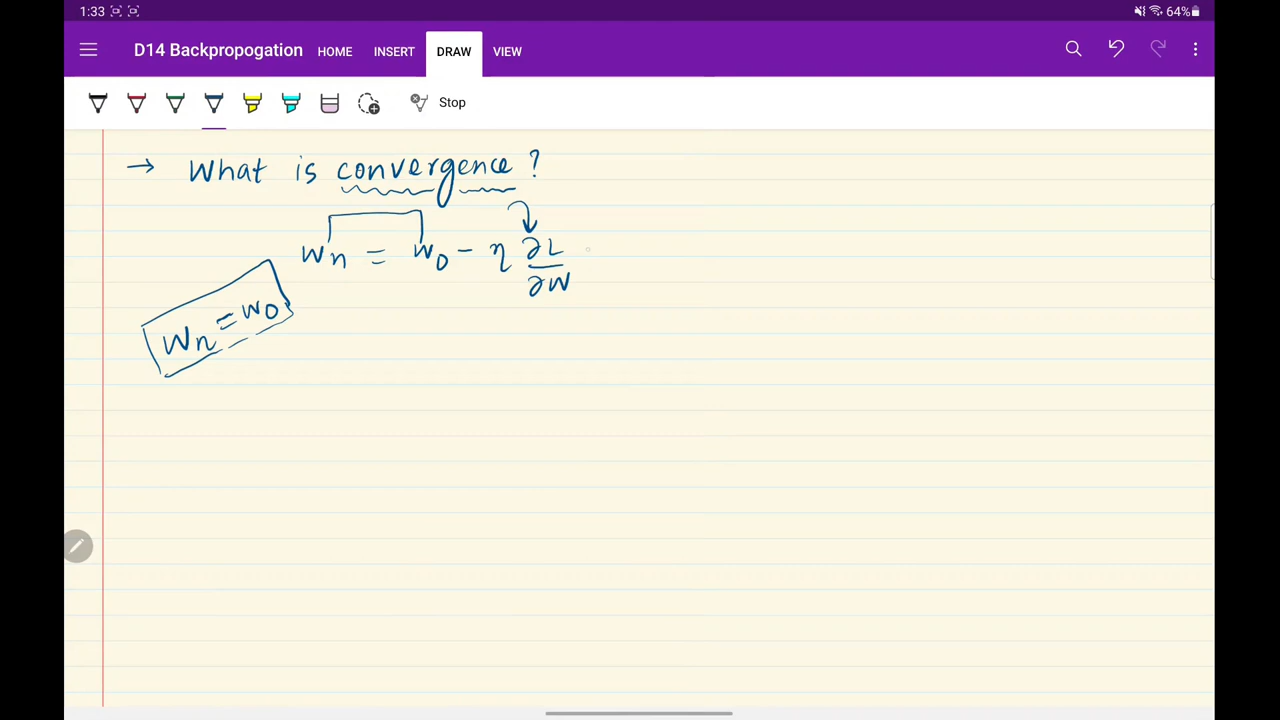 1:33 64%
D14 Backpropogation HOME INSERT DRAW VIEW
Stop
→ What is convergence?
Wn = Wo - η ∂L/∂W
Wn = Wo